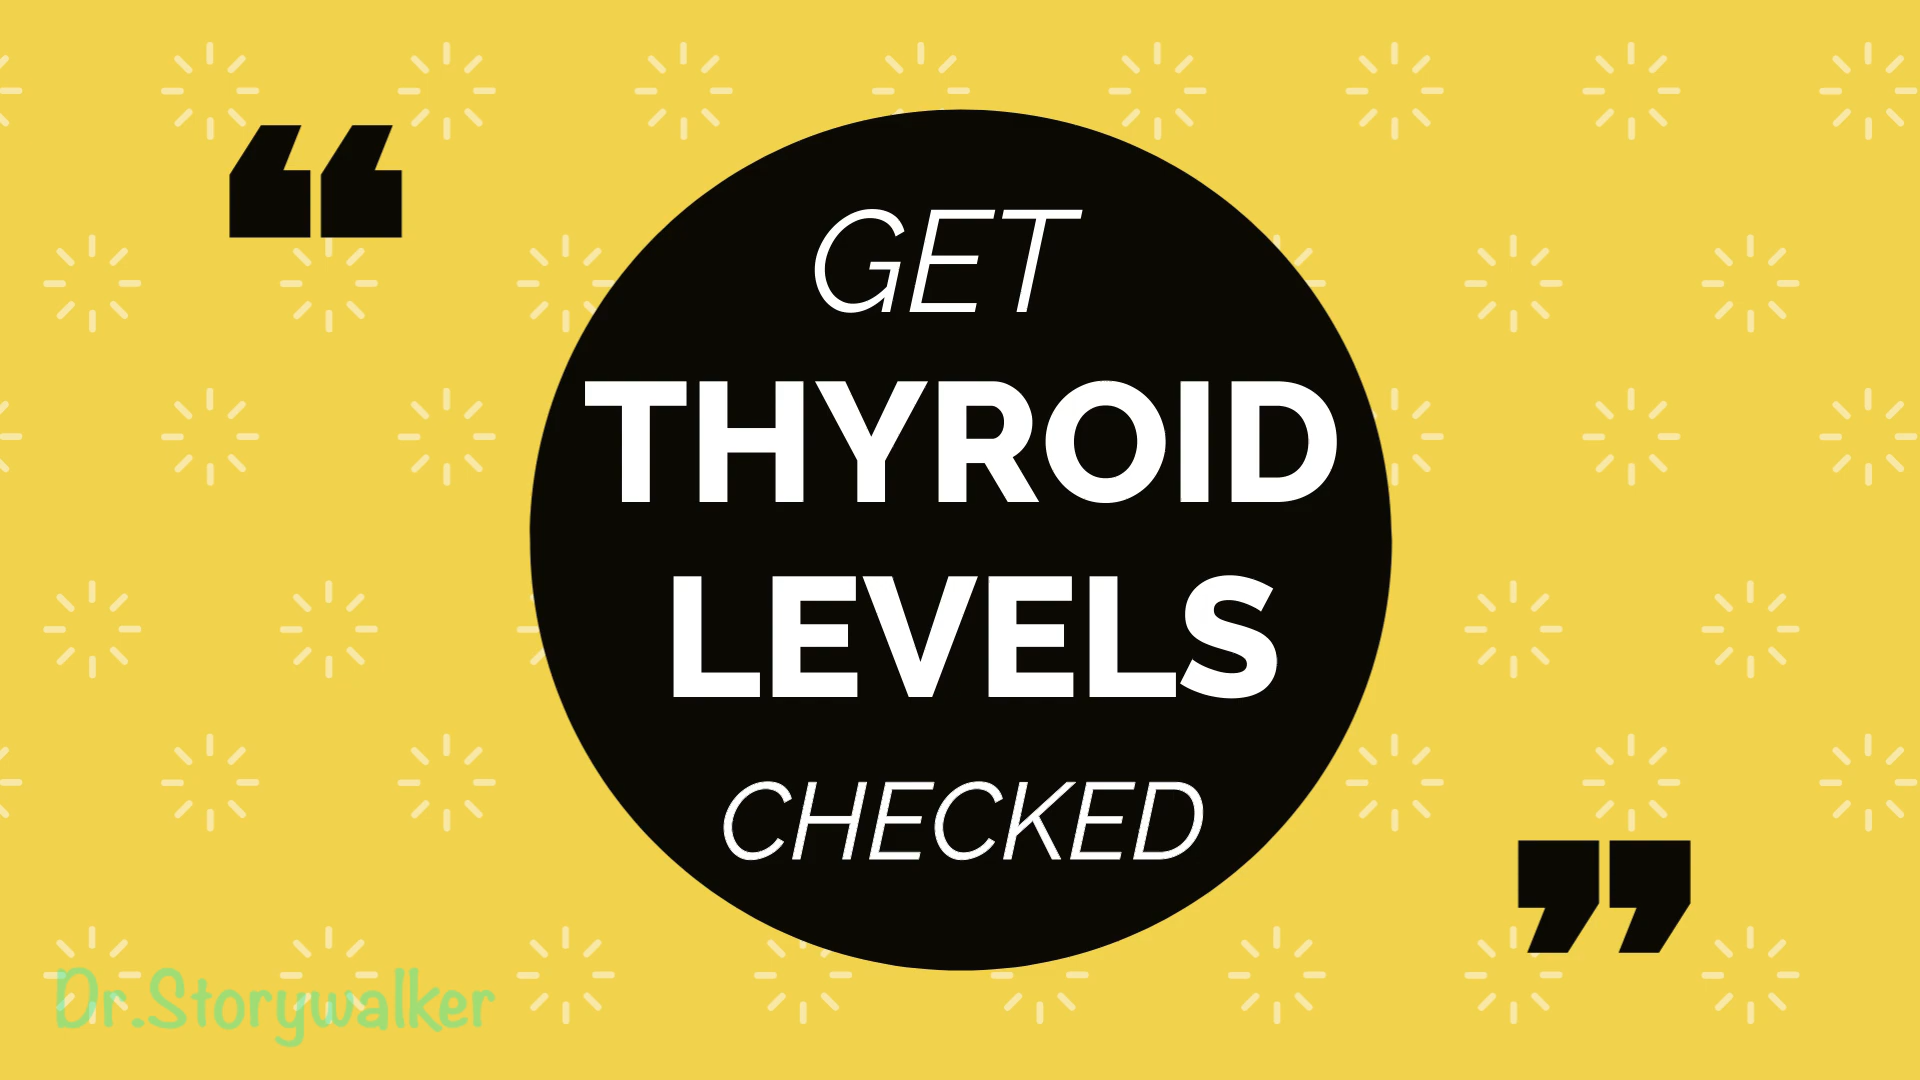 “
GET
THYROID
LEVELS
CHECKED
”
Dr.Storywalker